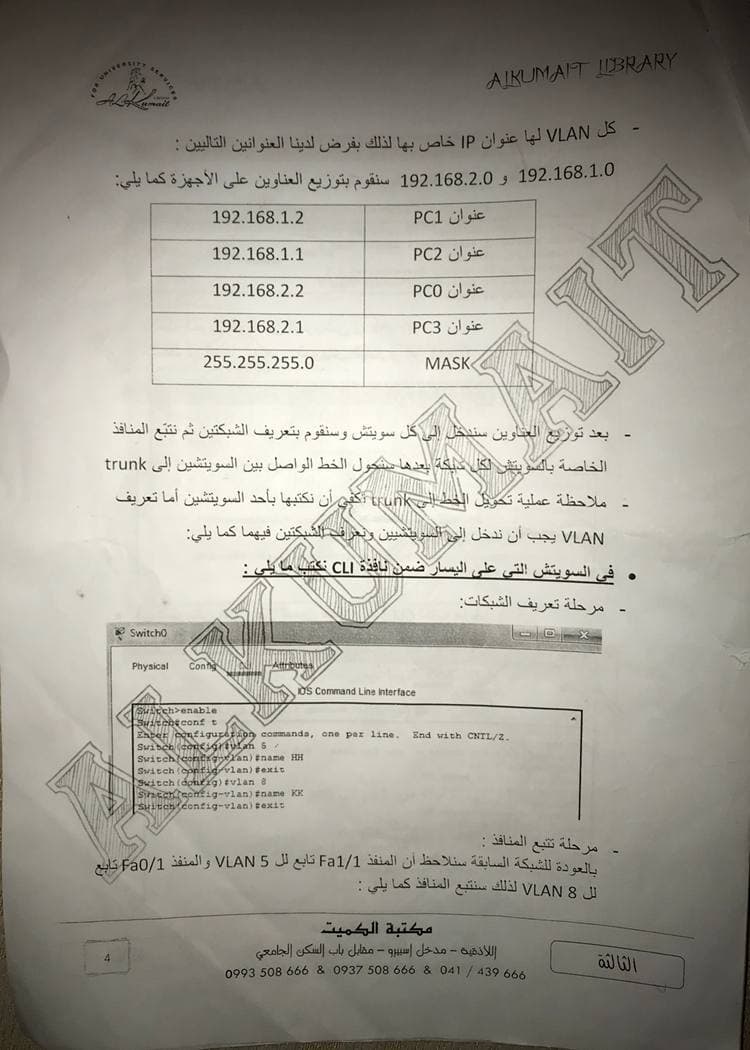 FOR UNIVERSITY SERVICES
ALKumait
ALKUMAIT LIBRARY
- كل VLAN لها عنوان IP خاص بها لذلك بفرض لدينا العنوانين التاليين :
192.168.1.0 و 192.168.2.0 سنقوم بتوزيع العناوين على الأجهزة كما يلي:
عنوان PC1 192.168.1.2
عنوان PC2 192.168.1.1
عنوان PC0 192.168.2.2
عنوان PC3 192.168.2.1
MASK 255.255.255.0
- بعد توزيع العناوين سندخل إلى كل سويتش وسنقوم بتعريف الشبكتين ثم نتتبع المنافذ
الخاصة بالسويتش لكل شبكة بعدها سنحول الخط الواصل بين السويتشين إلى trunk
- ملاحظة عملية تحويل الخط إلى trunk تكفي أن نكتبها بأحد السويتشين أما تعريف
VLAN يجب أن ندخل إلى السويتشيين ونعرف الشبكتين فيهما كما يلي:
• في السويتش التي على اليسار ضمن نافذة CLI نكتب ما يلي :
- مرحلة تعريف الشبكات:
Switch0
Physical Config CLI Attributes
IOS Command Line Interface
Switch>enable
Switch#conf t
Enter configuration commands, one per line. End with CNTL/Z.
Switch(config)#vlan 5
Switch(config-vlan)#name HH
Switch(config-vlan)#exit
Switch(config)#vlan 8
Switch(config-vlan)#name KK
Switch(config-vlan)#exit
- مرحلة تتبع المنافذ :
بالعودة للشبكة السابقة سنلاحظ أن المنفذ Fa1/1 تابع لل VLAN 5 والمنفذ Fa0/1 تابع
لل VLAN 8 لذلك سنتبع المنافذ كما يلي :
ALKUMAIT
مكتبة الكميت
اللاذقية - مدخل اسبيرو - مقابل باب السكن الجامعي
0993 508 666 & 0937 508 666 & 041 / 439 666
الثالثة
4